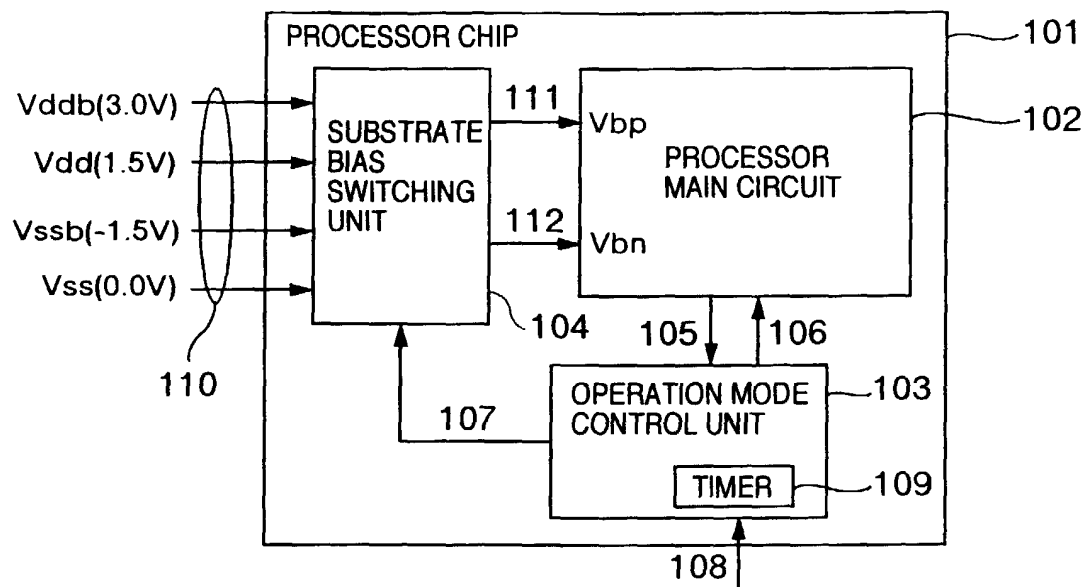 PROCESSOR CHIP
101
Vddb(3.0V)
Vdd(1.5V)
Vssb(-1.5V)
Vss(0.0V)
110
SUBSTRATE
BIAS
SWITCHING
UNIT
104
111
112
Vbp
Vbn
PROCESSOR
MAIN CIRCUIT
102
105
106
107
OPERATION MODE
CONTROL UNIT
103
TIMER
109
108